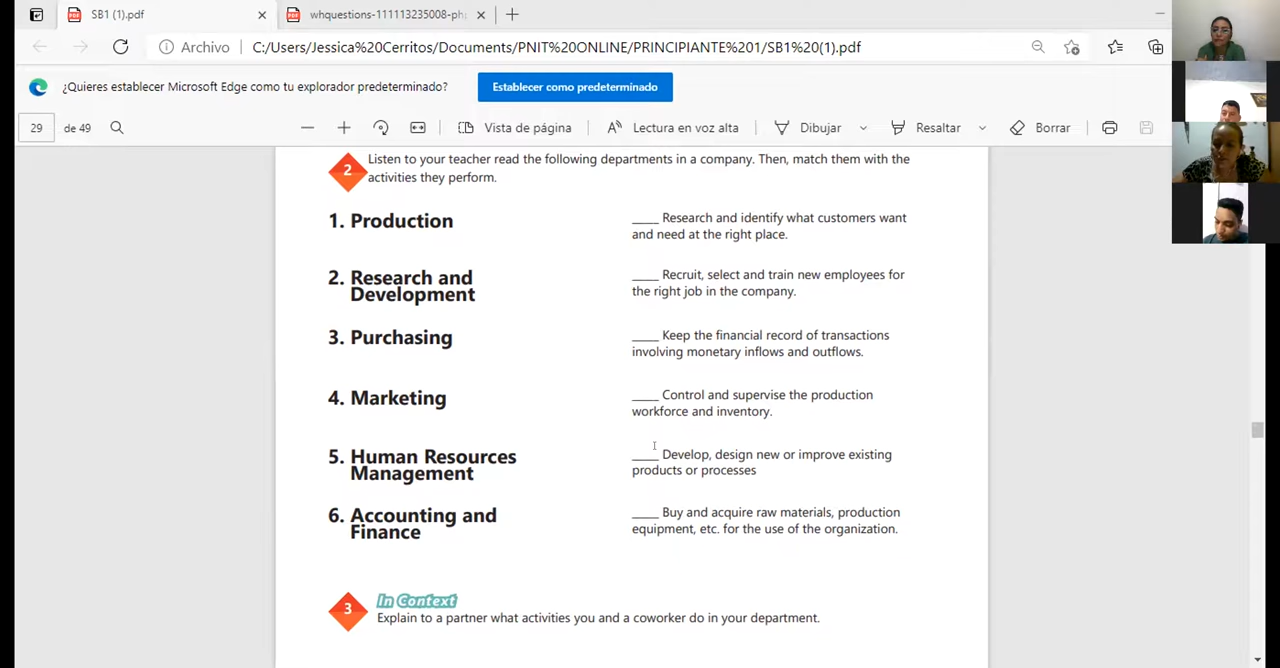 SB1 (1).pdf
whquestions-111113235008-ph
Archivo
C:/Users/Jessica%20Cerritos/Documents/PNIT%20ONLINE/PRINCIPIANTE%201/SB1%20(1).pdf
¿Quieres establecer Microsoft Edge como tu explorador predeterminado?
Establecer como predeterminado
29 de 49
Vista de página
Lectura en voz alta
Dibujar
Resaltar
Borrar
2
Listen to your teacher read the following departments in a company. Then, match them with the
activities they perform.
1. Production
____ Research and identify what customers want
and need at the right place.
2. Research and
Development
____ Recruit, select and train new employees for
the right job in the company.
3. Purchasing
____ Keep the financial record of transactions
involving monetary inflows and outflows.
4. Marketing
____ Control and supervise the production
workforce and inventory.
5. Human Resources
Management
____ Develop, design new or improve existing
products or processes
6. Accounting and
Finance
____ Buy and acquire raw materials, production
equipment, etc. for the use of the organization.
3
In Context
Explain to a partner what activities you and a coworker do in your department.